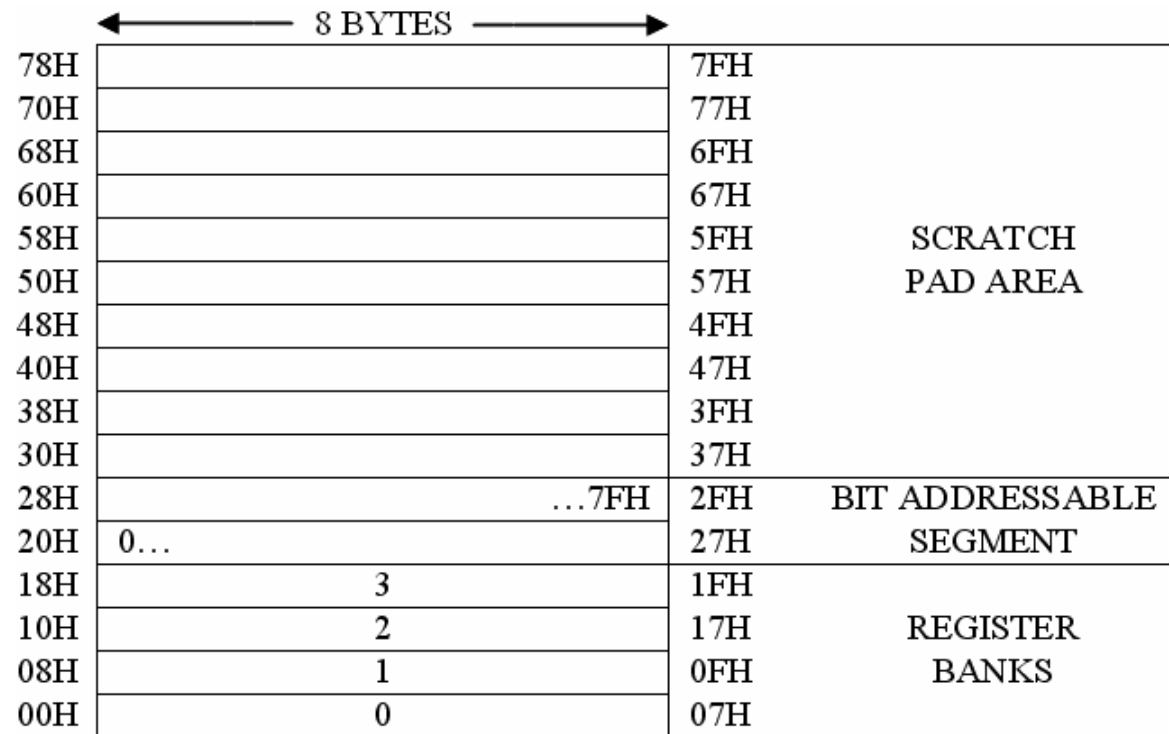 8 BYTES
78H 7FH
70H 77H
68H 6FH
60H 67H
58H 5FH SCRATCH
50H 57H PAD AREA
48H 4FH
40H 47H
38H 3FH
30H 37H
28H …7FH 2FH BIT ADDRESSABLE
20H 0… 27H SEGMENT
18H 3 1FH
10H 2 17H REGISTER
08H 1 0FH BANKS
00H 0 07H